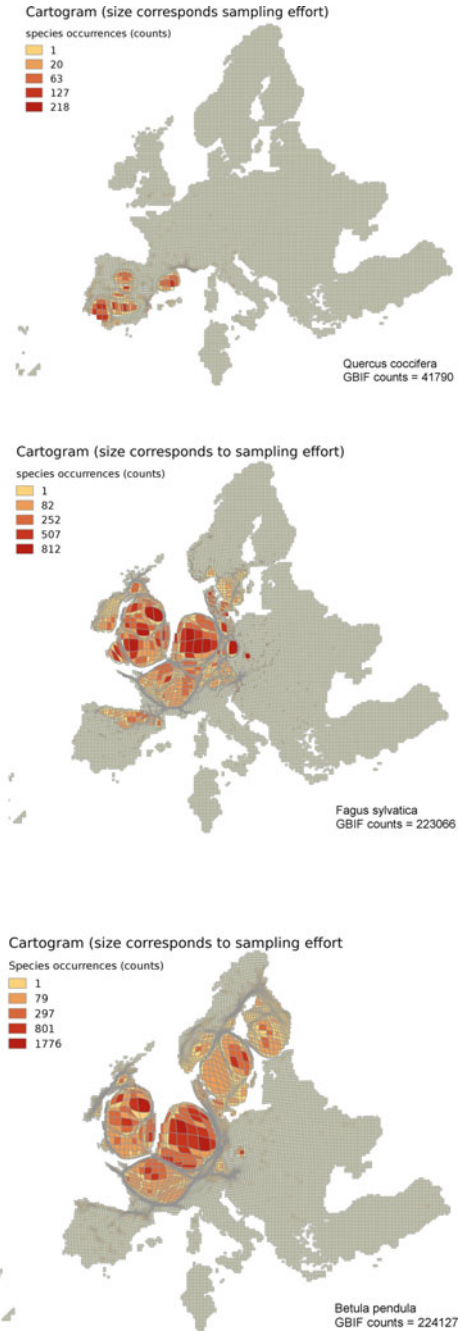 Cartogram (size corresponds sampling effort)
species occurrences (counts)
1
20
63
127
218
Quercus coccifera
GBIF counts = 41790
Cartogram (size corresponds to sampling effort)
species occurrences (counts)
1
82
252
507
812
Fagus sylvatica
GBIF counts = 223066
Cartogram (size corresponds to sampling effort
Species occurrences (counts)
1
79
297
801
1776
Betula pendula
GBIF counts = 224127